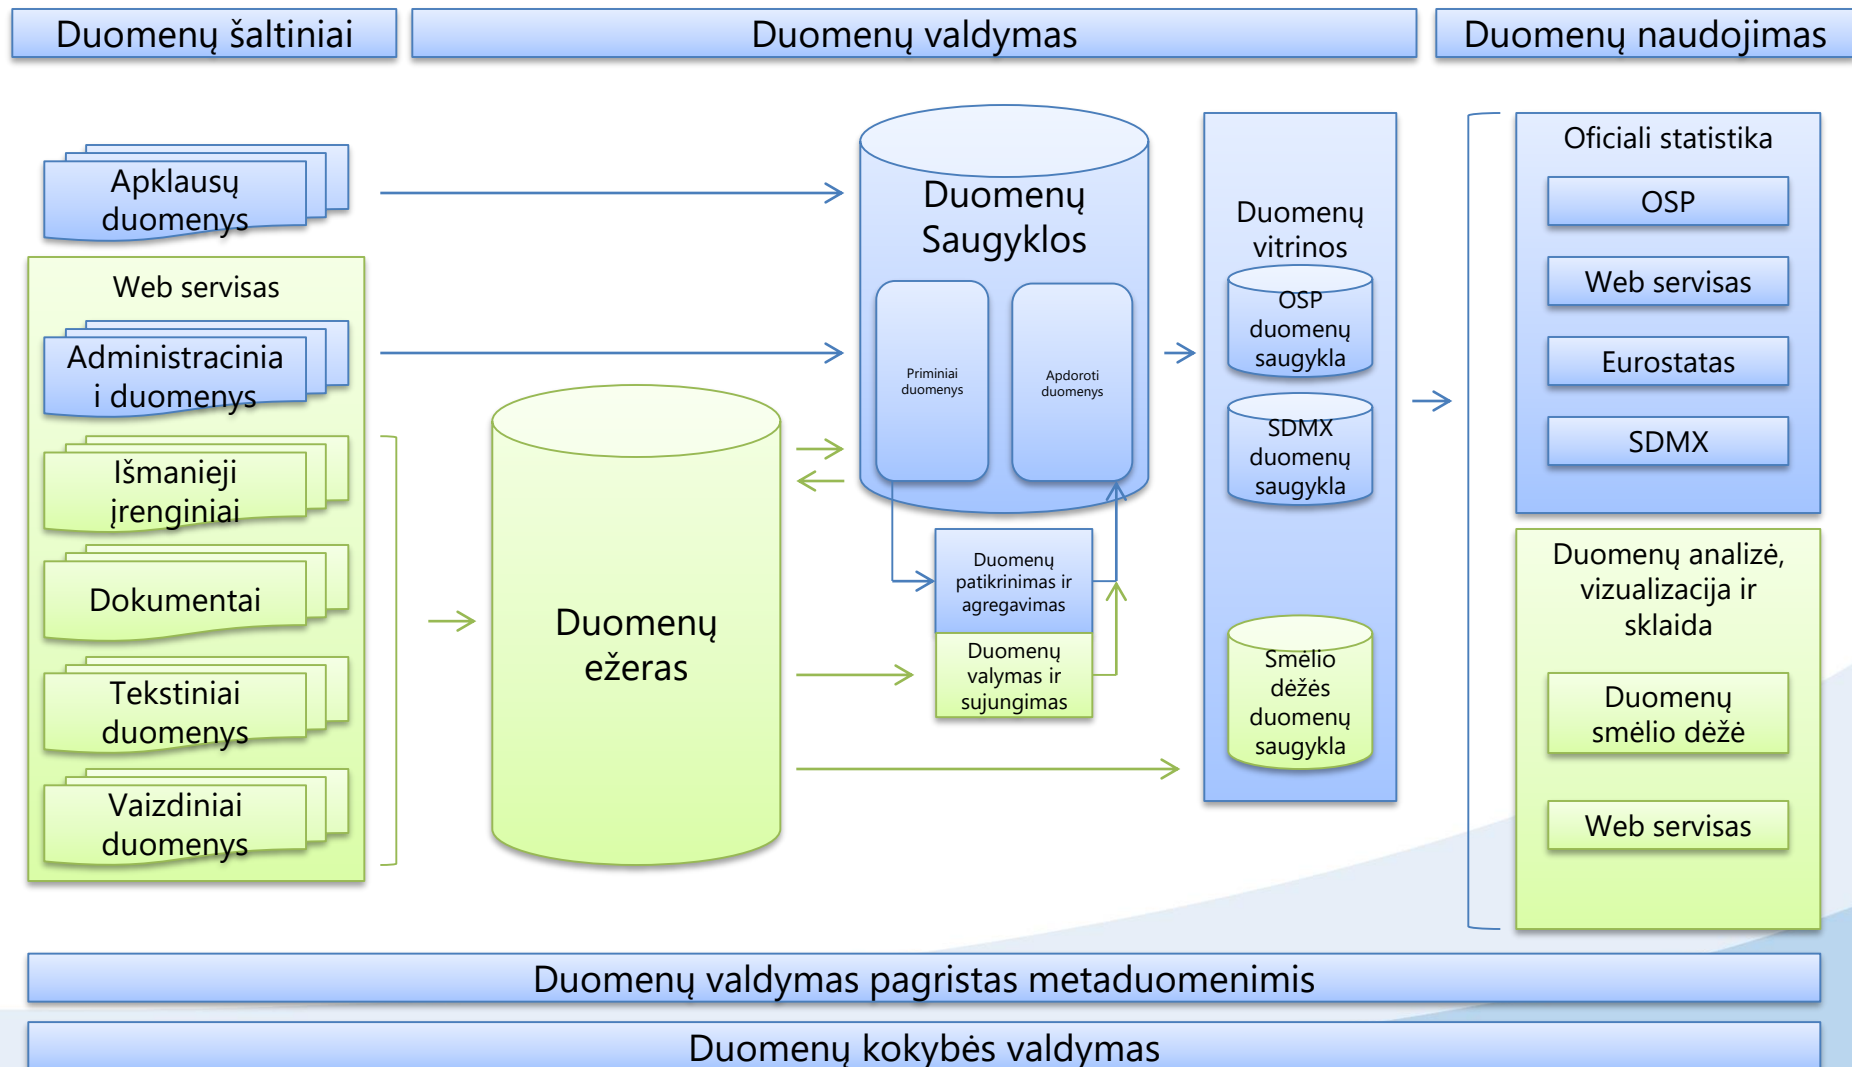 Duomenų šaltiniai
Duomenų valdymas
Duomenų naudojimas
Apklausų
duomenys
Web servisas
Administracinia
i duomenys
Išmanieji
įrenginiai
Dokumentai
Tekstiniai
duomenys
Vaizdiniai
duomenys
Duomenų
ežeras
Duomenų
Saugyklos
Priminiai
duomenys
Apdoroti
duomenys
Duomenų
patikrinimas ir
agregavimas
Duomenų
valymas ir
sujungimas
Duomenų
vitrinos
OSP
duomenų
saugykla
SDMX
duomenų
saugykla
Smėlio
dėžės
duomenų
saugykla
Oficiali statistika
OSP
Web servisas
Eurostatas
SDMX
Duomenų analizė,
vizualizacija ir
sklaida
Duomenų
smėlio dėžė
Web servisas
Duomenų valdymas pagristas metaduomenimis
Duomenų kokybės valdymas